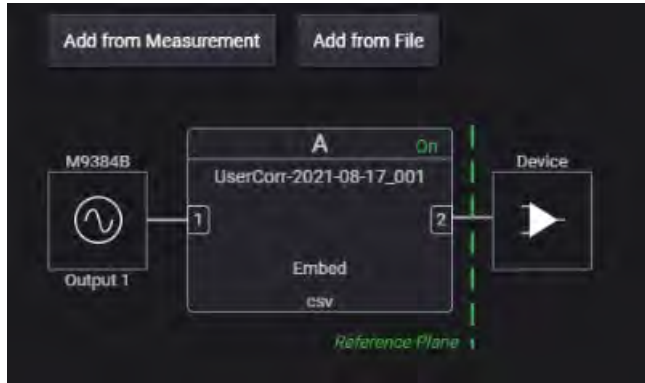 Add from Measurement Add from File
A On
M9384B
UserCorr-2021-08-17_001
Device
1
2
Embed
Output 1
csv
Reference Plane